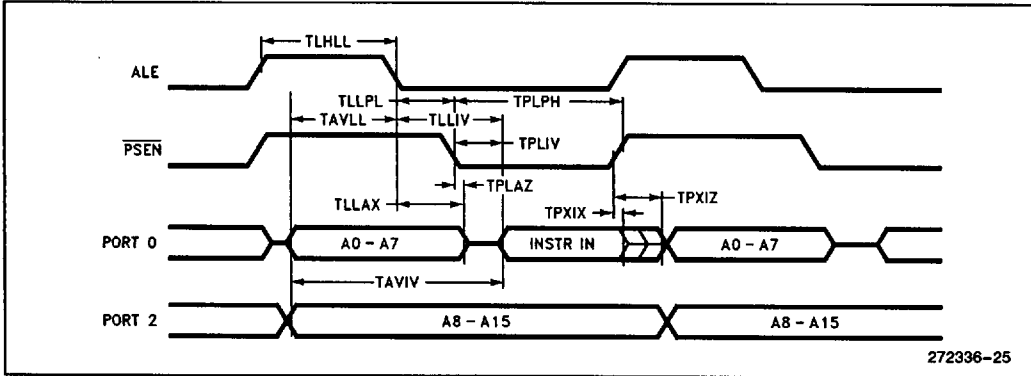 TLHLL
ALE
TLLPL TPLPH
TAVLL TLLIV
PSEN TPLIV
TPLAZ
TLLAX TPXIZ
TPXIX
PORT 0 A0 – A7 INSTR IN A0 – A7
TAVIV
PORT 2 A8 – A15 A8 – A15
272336–25